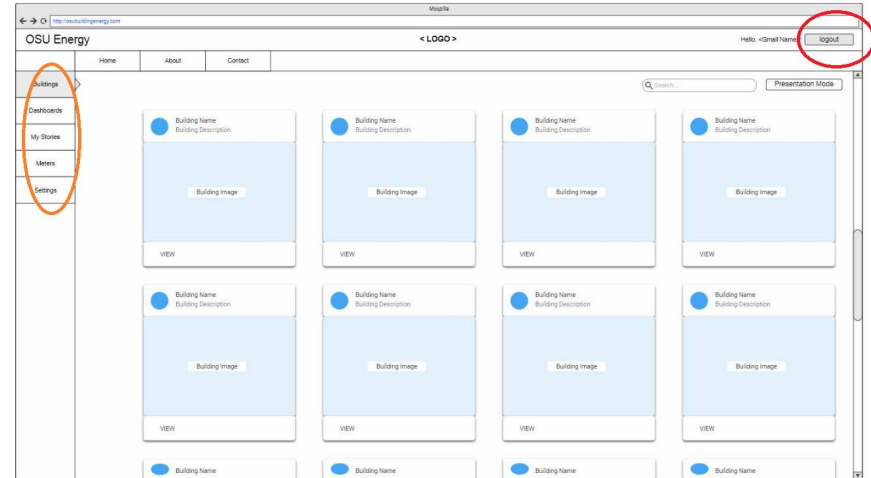 Moqzilla
http://osubuildingenergy.com
OSU Energy
< LOGO >
Hello, <Gmail Name>
logout
Home
About
Contact
Buildings
Dashboards
My Stories
Meters
Settings
Search...
Presentation Mode
Building Name
Building Description
Building Name
Building Description
Building Name
Building Description
Building Name
Building Description
Building Image
Building Image
Building Image
Building Image
VIEW
VIEW
VIEW
VIEW
Building Name
Building Description
Building Name
Building Description
Building Name
Building Description
Building Name
Building Description
Building Image
Building Image
Building Image
Building Image
VIEW
VIEW
VIEW
VIEW
Building Name
Building Name
Building Name
Building Name